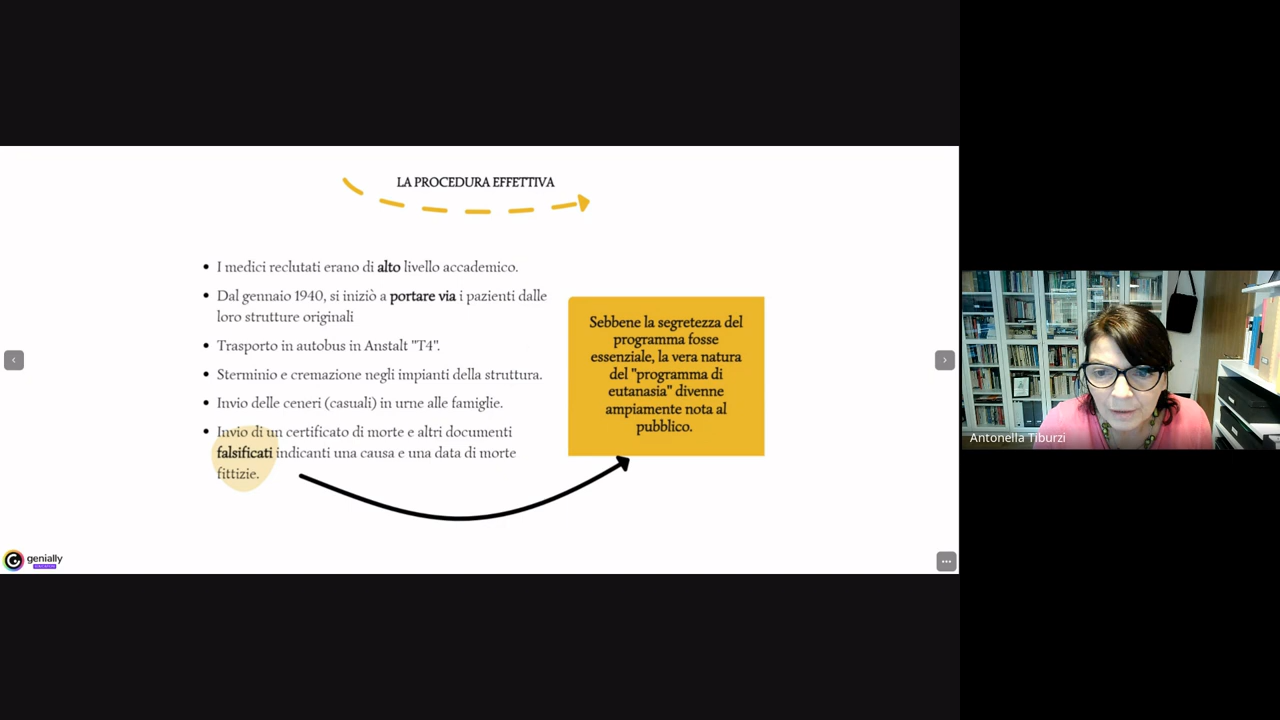 LA PROCEDURA EFFETTIVA
I medici reclutati erano di alto livello accademico.
Dal gennaio 1940, si iniziò a portare via i pazienti dalle
loro strutture originali
Trasporto in autobus in Anstalt "T4".
Sterminio e cremazione negli impianti della struttura.
Invio delle ceneri (casuali) in urne alle famiglie.
Invio di un certificato di morte e altri documenti
falsificati indicanti una causa e una data di morte
fittizie.
Sebbene la segretezza del
programma fosse
essenziale, la vera natura
del "programma di
eutanasia" divenne
ampiamente nota al
pubblico.
Antonella Tiburzi
genially